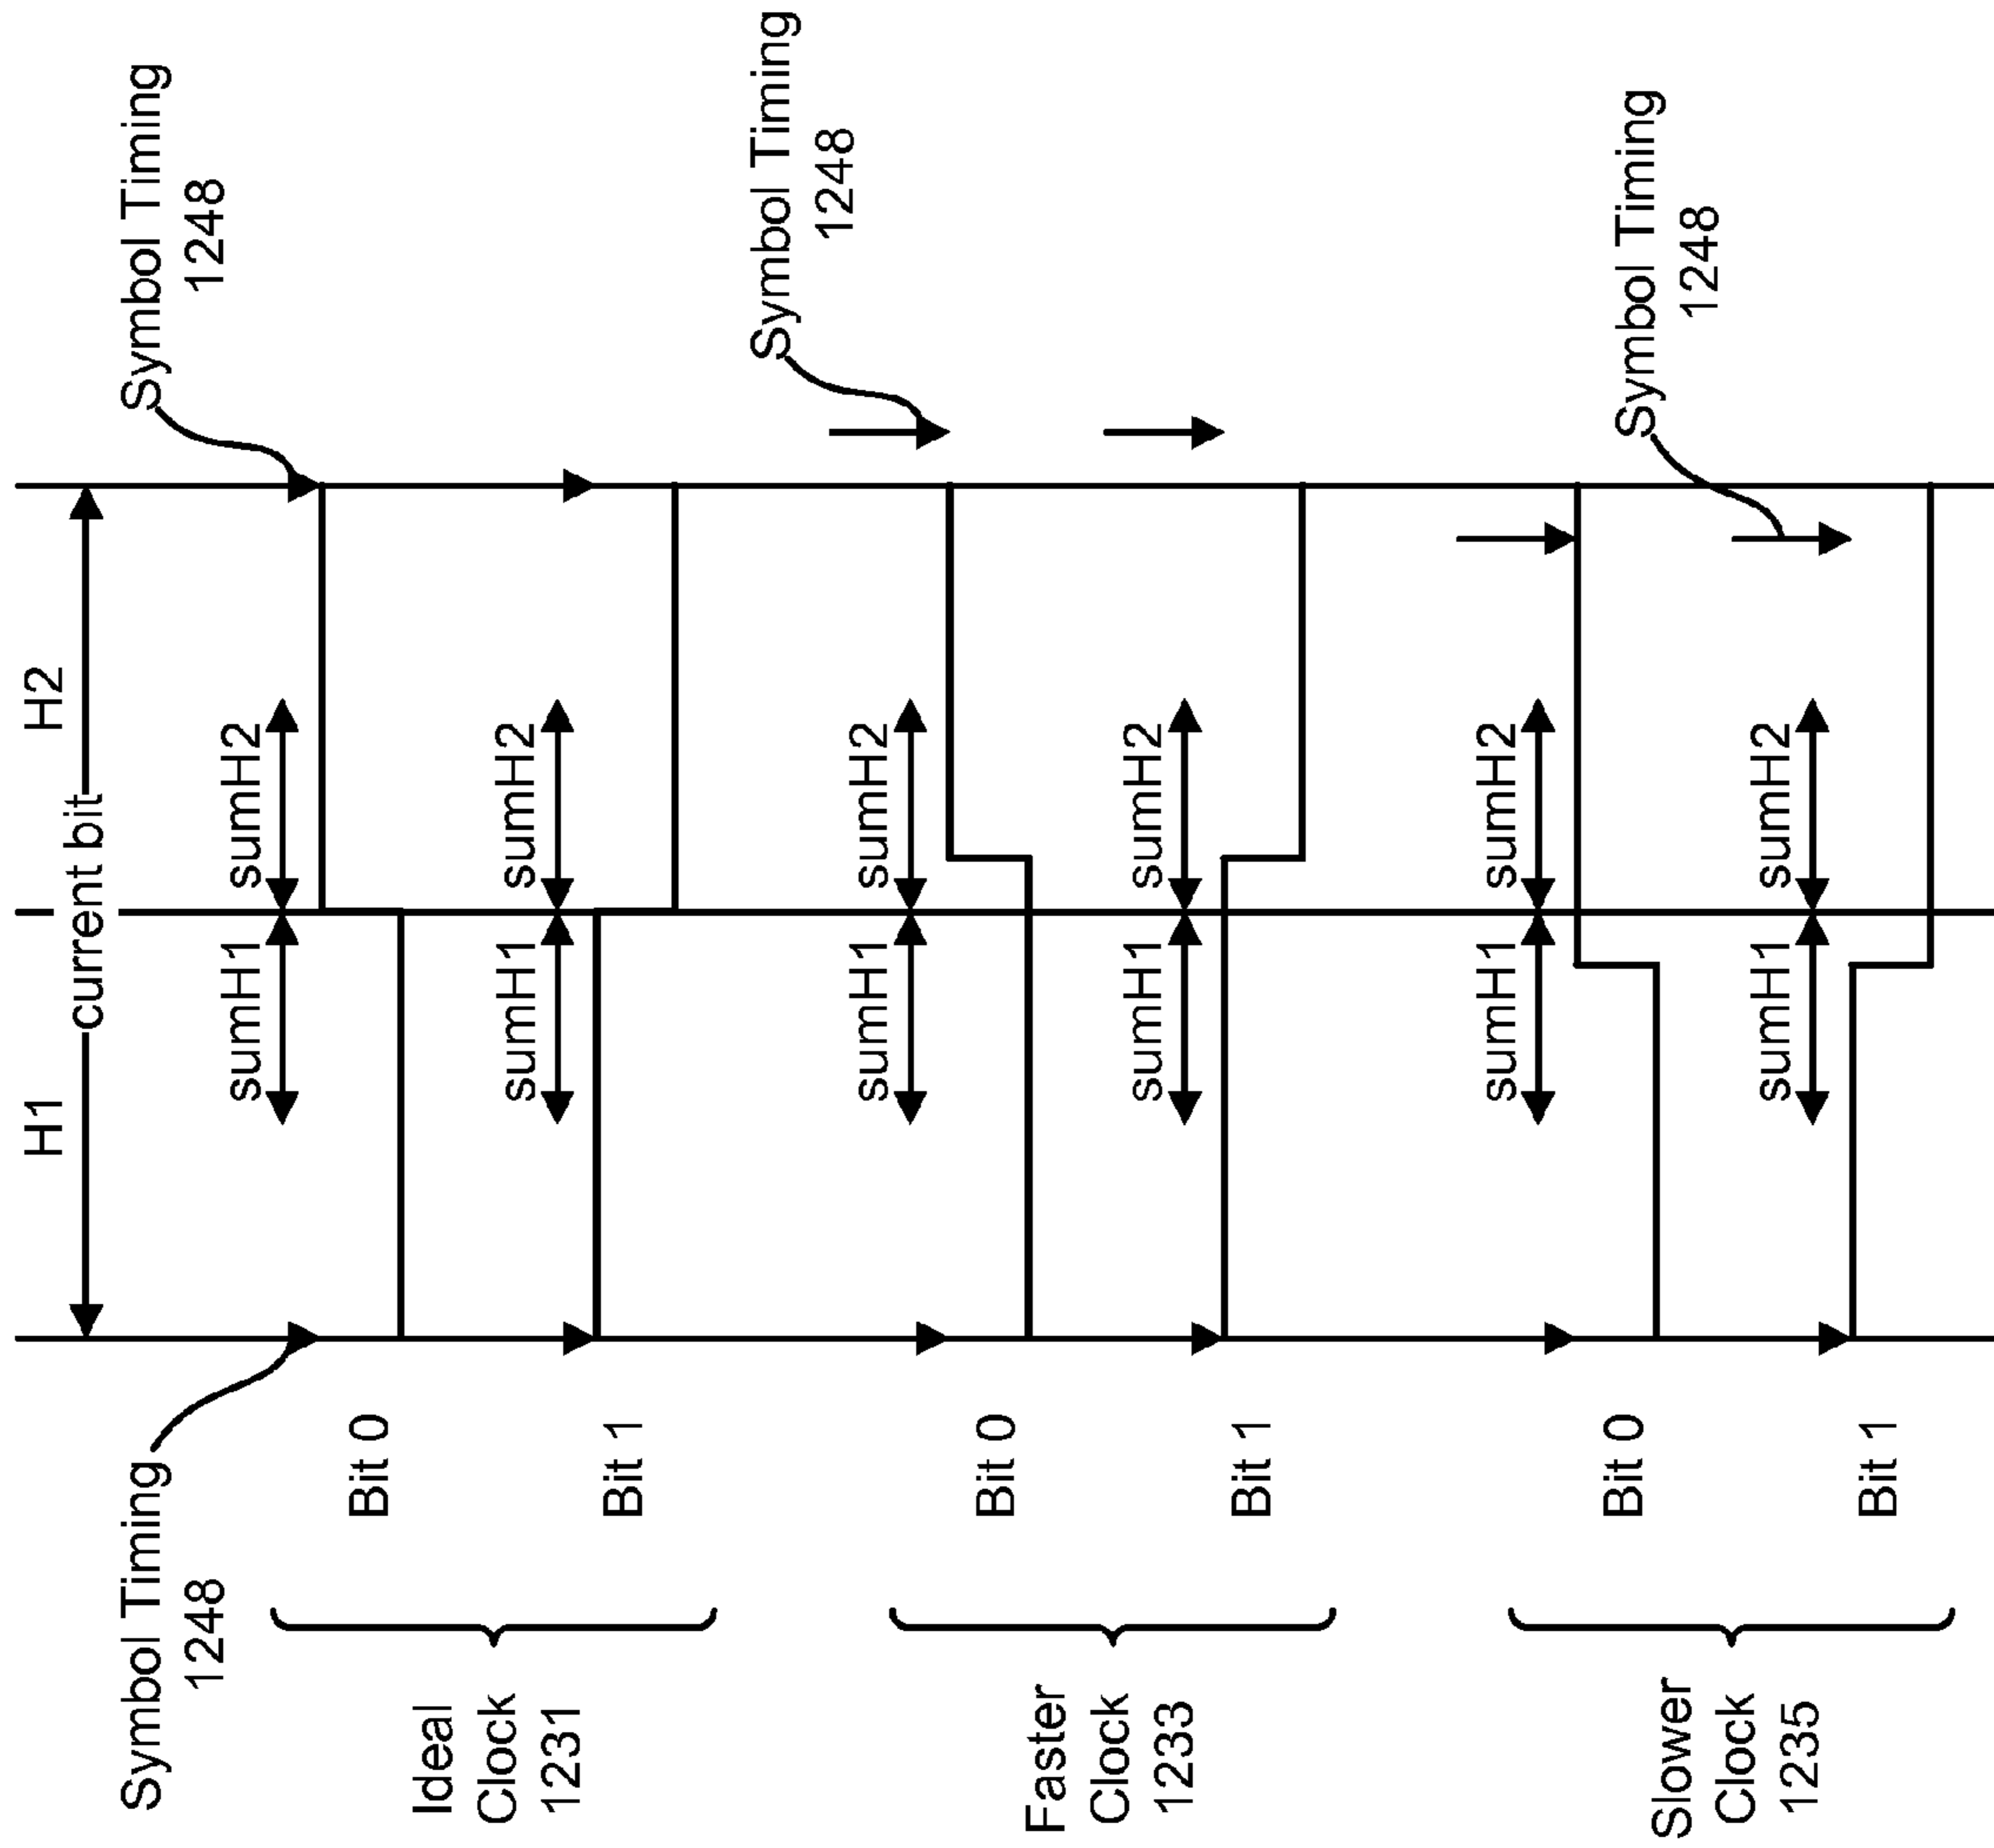 H1
H2
current bit
Symbol Timing
1248
Symbol Timing
1248
sumH1
sumH2
Ideal
Clock
1231
Bit 0
sumH1
sumH2
Bit 1
Symbol Timing
1248
sumH1
sumH2
Faster
Clock
1233
Bit 0
sumH1
sumH2
Bit 1
sumH1
sumH2
Slower
Clock
1235
Bit 0
Symbol Timing
1248
sumH1
sumH2
Bit 1